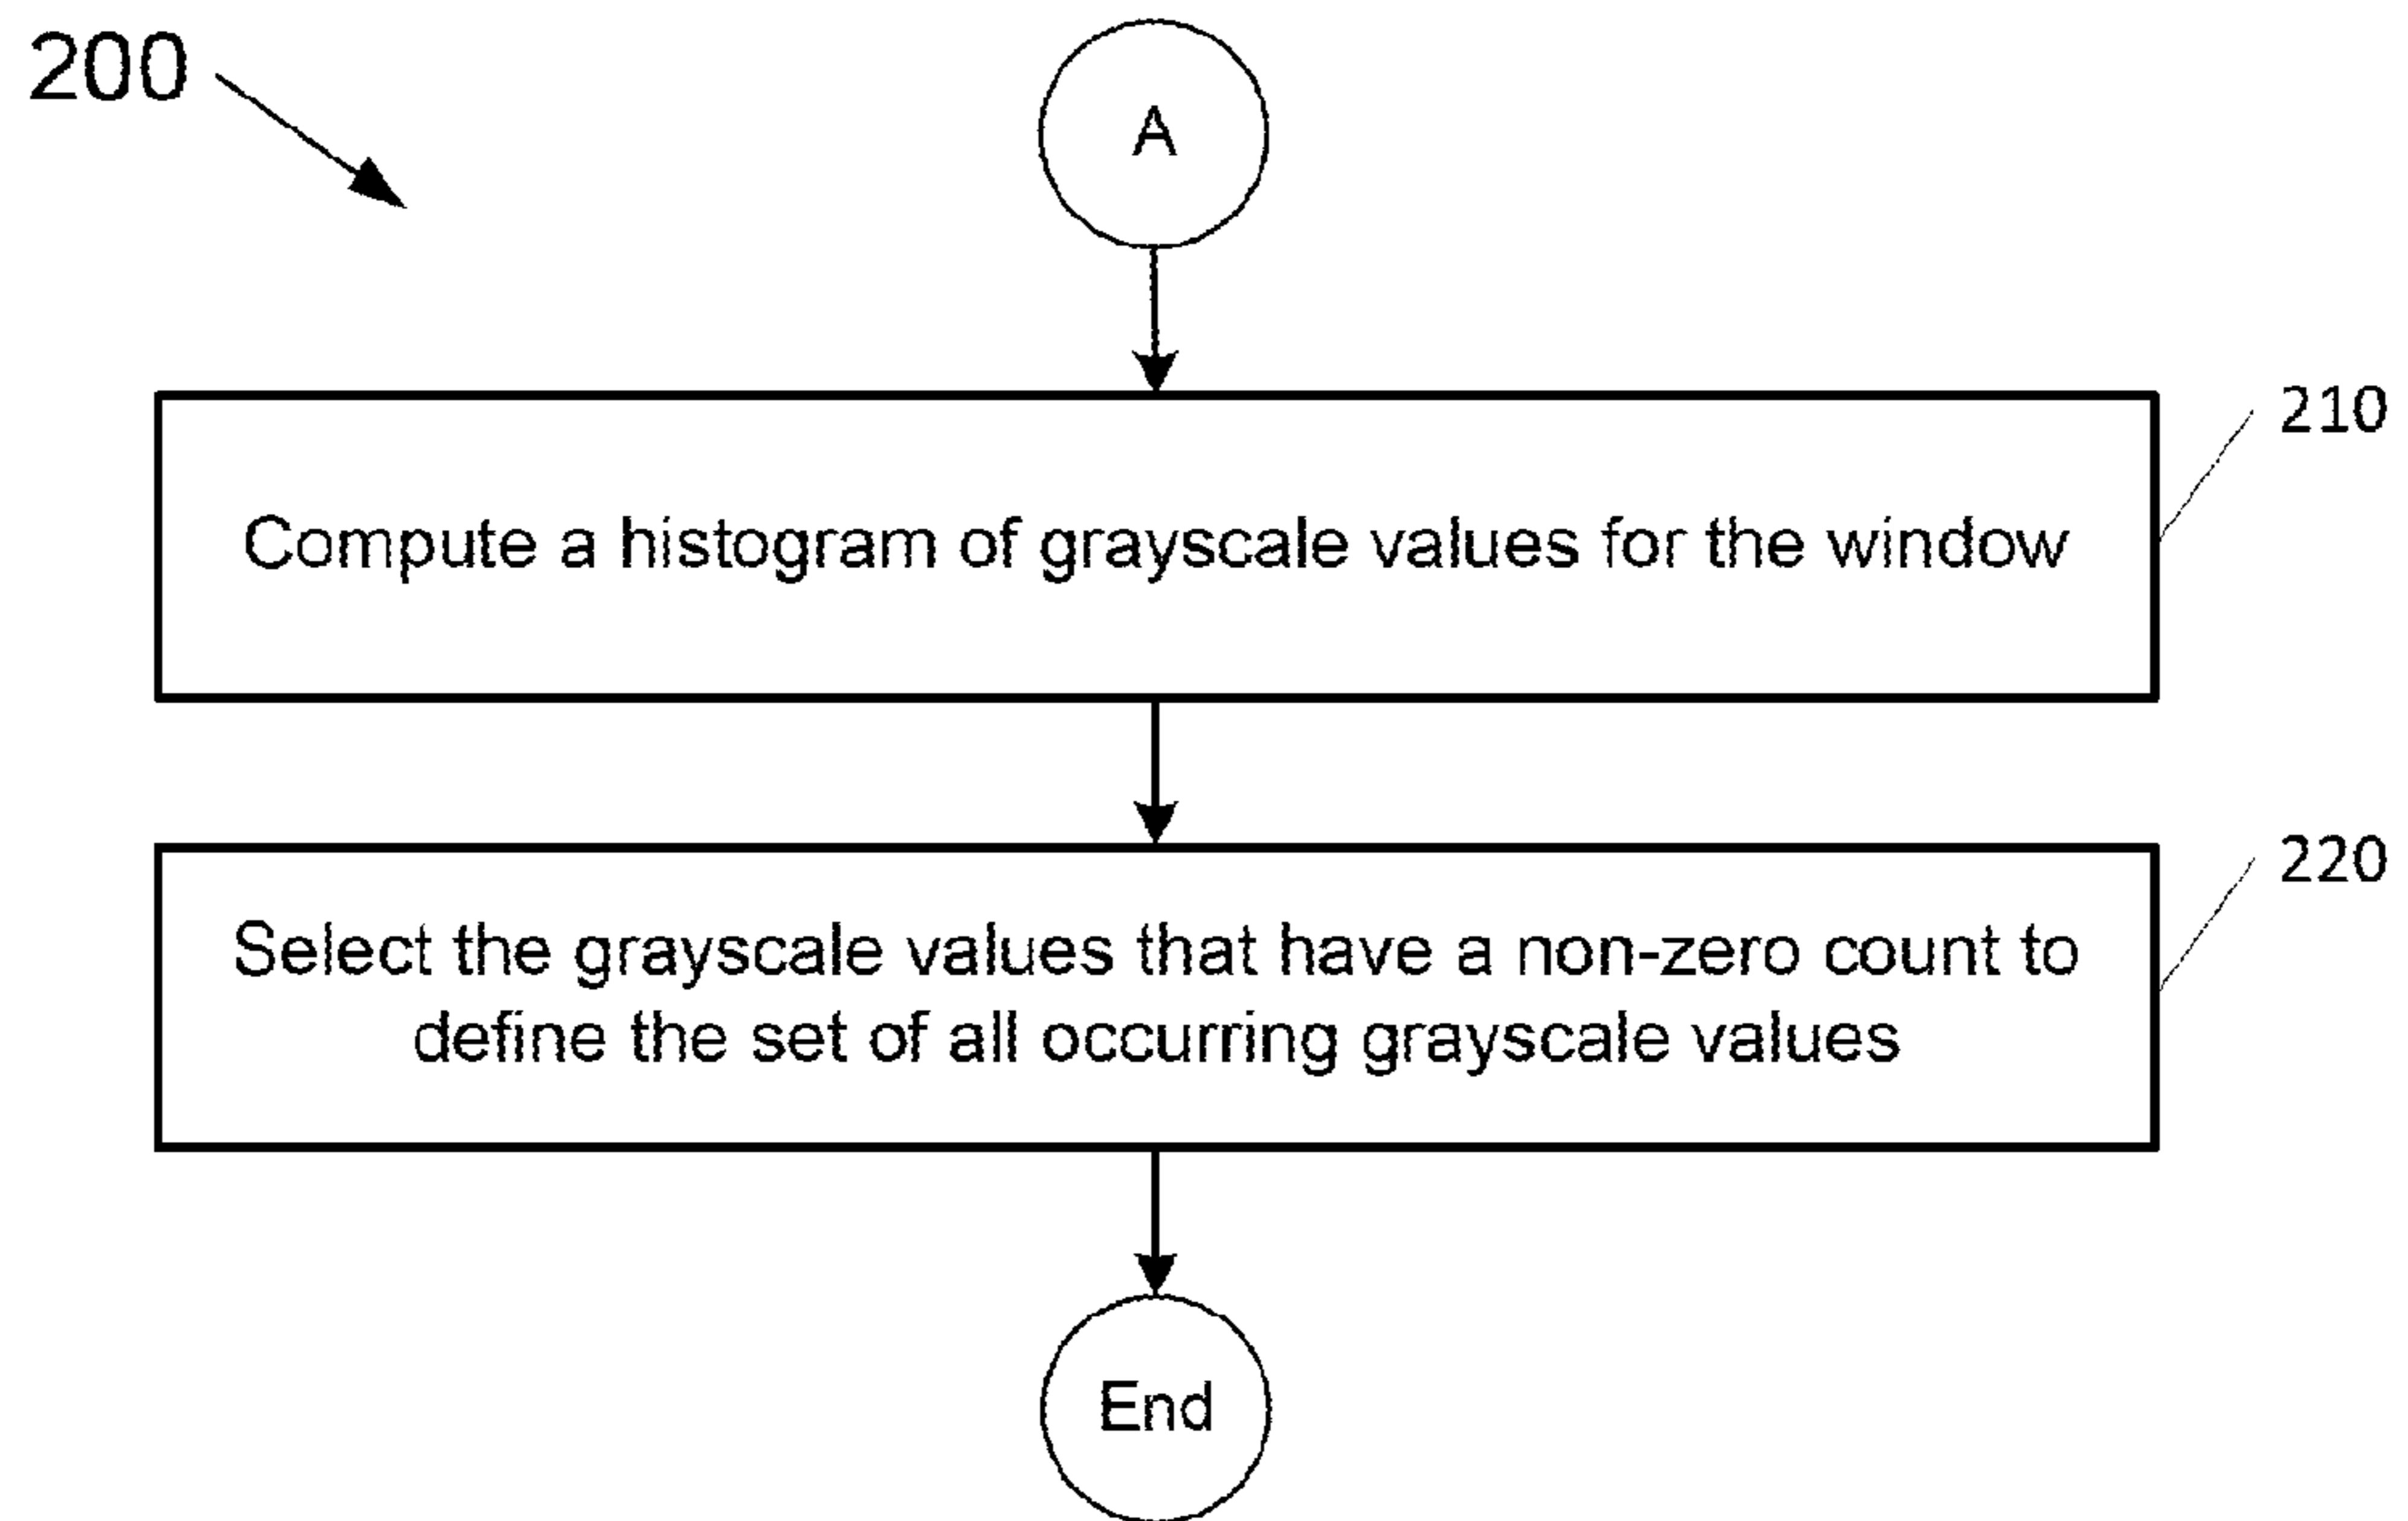 200
A
210
Compute a histogram of grayscale values for the window
220
Select the grayscale values that have a non-zero count to
define the set of all occurring grayscale values
End